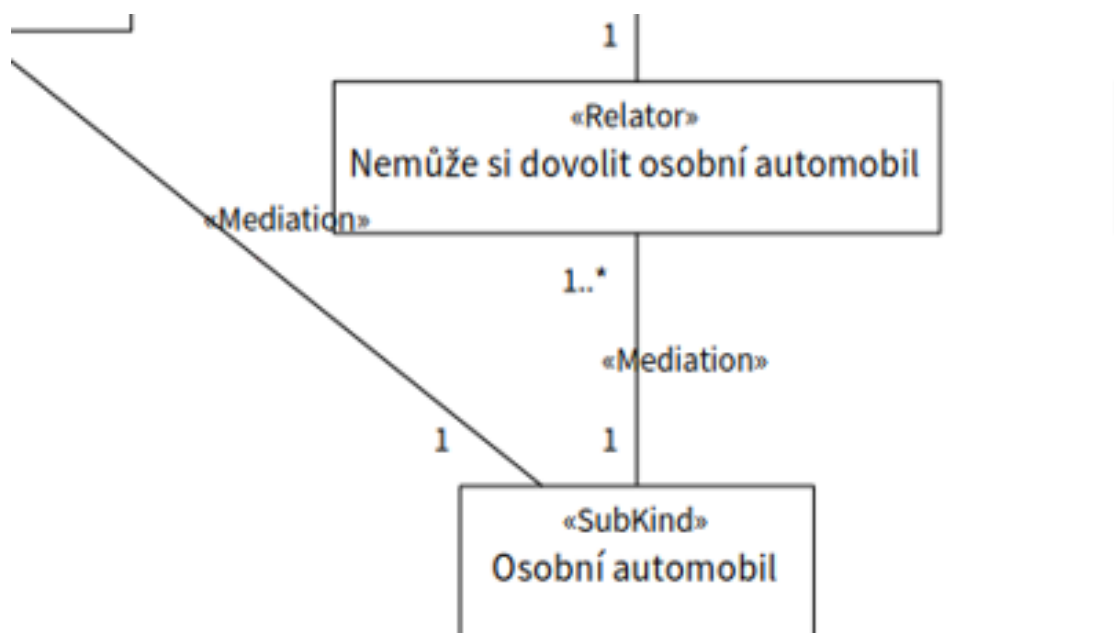 1
«Relator»
Nemůže si dovolit osobní automobil
«Mediation»
1..*
«Mediation»
1
1
«SubKind»
Osobní automobil